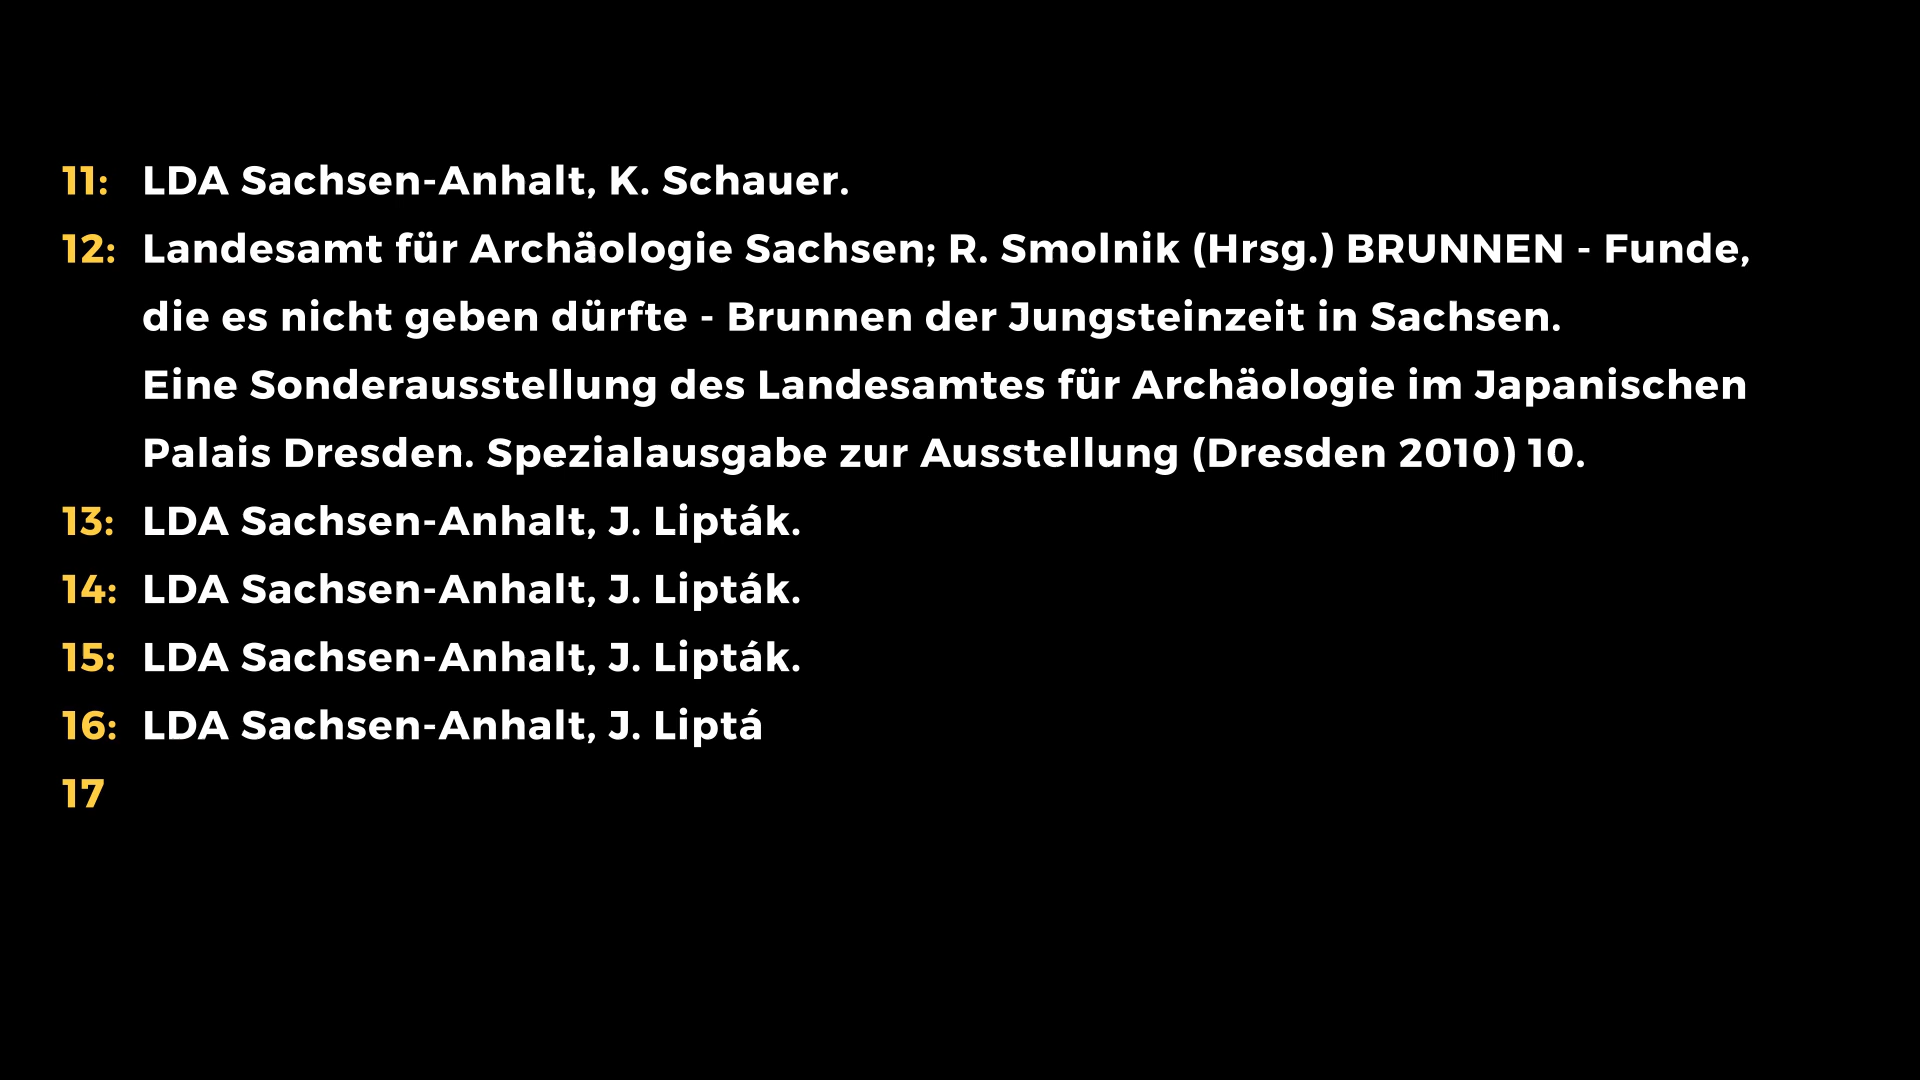 11: LDA Sachsen-Anhalt, K. Schauer.
12: Landesamt für Archäologie Sachsen; R. Smolnik (Hrsg.) BRUNNEN - Funde,
die es nicht geben dürfte - Brunnen der Jungsteinzeit in Sachsen.
Eine Sonderausstellung des Landesamtes für Archäologie im Japanischen
Palais Dresden. Spezialausgabe zur Ausstellung (Dresden 2010) 10.
13: LDA Sachsen-Anhalt, J. Lipták.
14: LDA Sachsen-Anhalt, J. Lipták.
15: LDA Sachsen-Anhalt, J. Lipták.
16: LDA Sachsen-Anhalt, J. Liptá
17